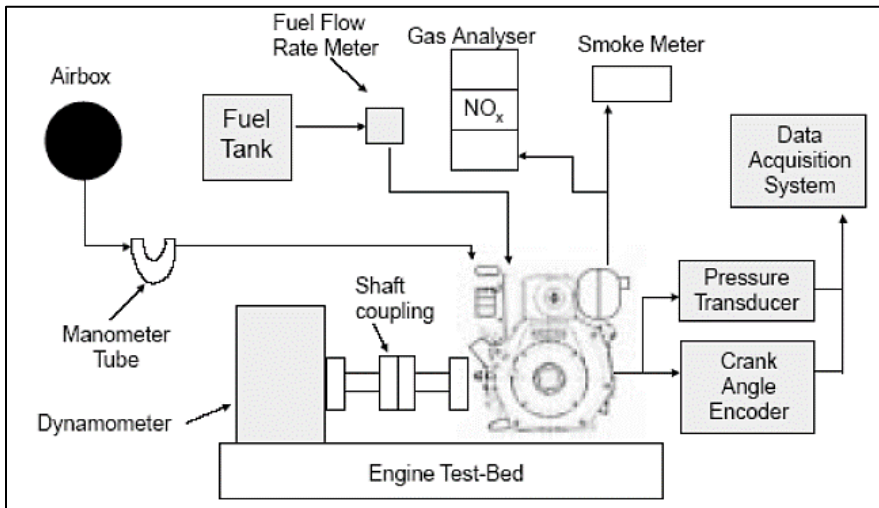 Fuel Flow
Rate Meter
Gas Analyser
Smoke Meter
Airbox
NOx
Fuel
Tank
Data
Acquisition
System
Shaft
coupling
Pressure
Transducer
Manometer
Tube
Crank
Angle
Encoder
Dynamometer
Engine Test-Bed